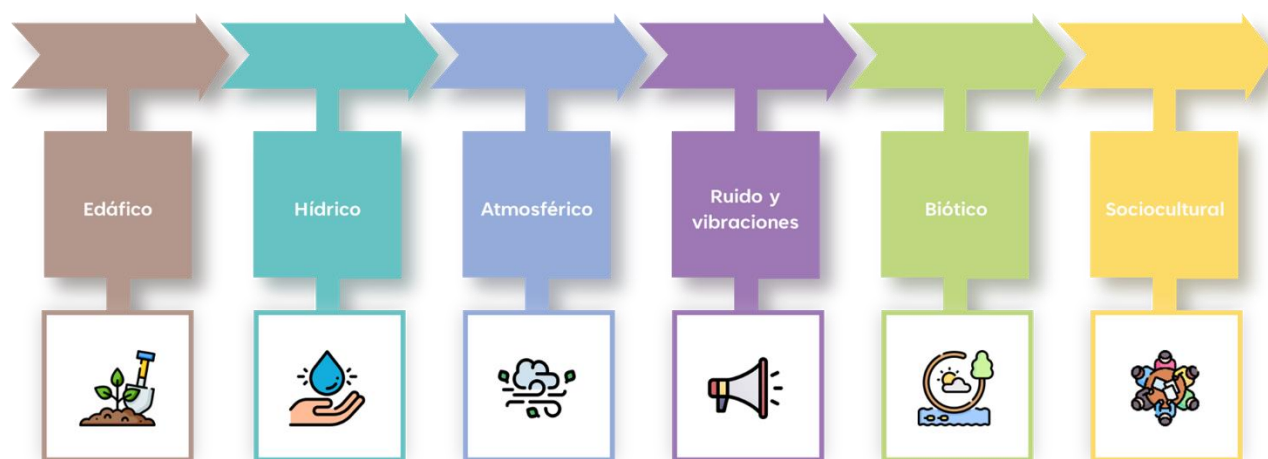 Edáfico
Hídrico
Atmosférico
Ruido y
vibraciones
Biótico
Sociocultural